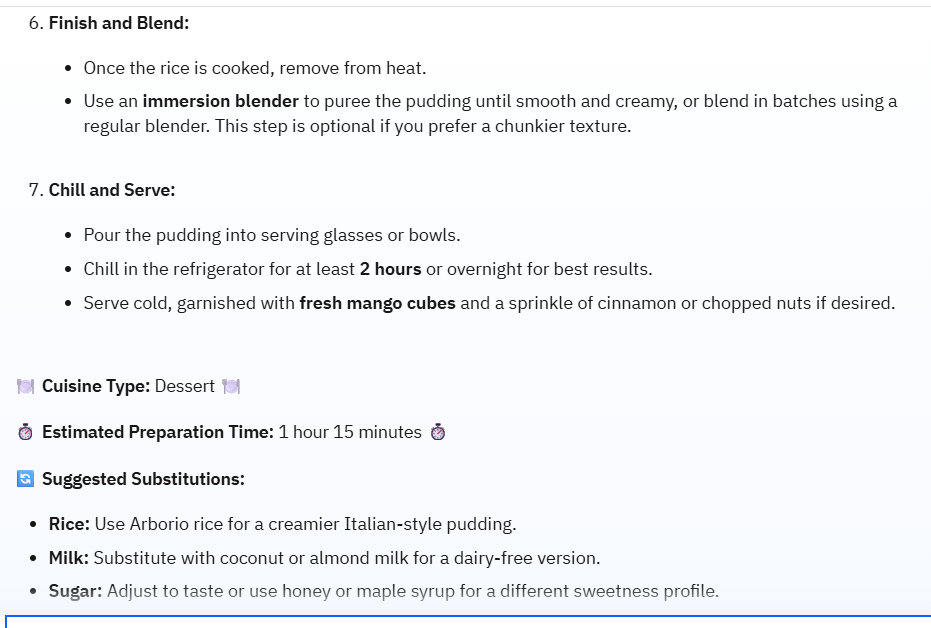 6. Finish and Blend:
• Once the rice is cooked, remove from heat.
• Use an immersion blender to puree the pudding until smooth and creamy, or blend in batches using a
regular blender. This step is optional if you prefer a chunkier texture.
7. Chill and Serve:
• Pour the pudding into serving glasses or bowls.
• Chill in the refrigerator for at least 2 hours or overnight for best results.
• Serve cold, garnished with fresh mango cubes and a sprinkle of cinnamon or chopped nuts if desired.
🍽️ Cuisine Type: Dessert 🍽️
⏱️ Estimated Preparation Time: 1 hour 15 minutes ⏱️
🔄 Suggested Substitutions:
• Rice: Use Arborio rice for a creamier Italian-style pudding.
• Milk: Substitute with coconut or almond milk for a dairy-free version.
• Sugar: Adjust to taste or use honey or maple syrup for a different sweetness profile.